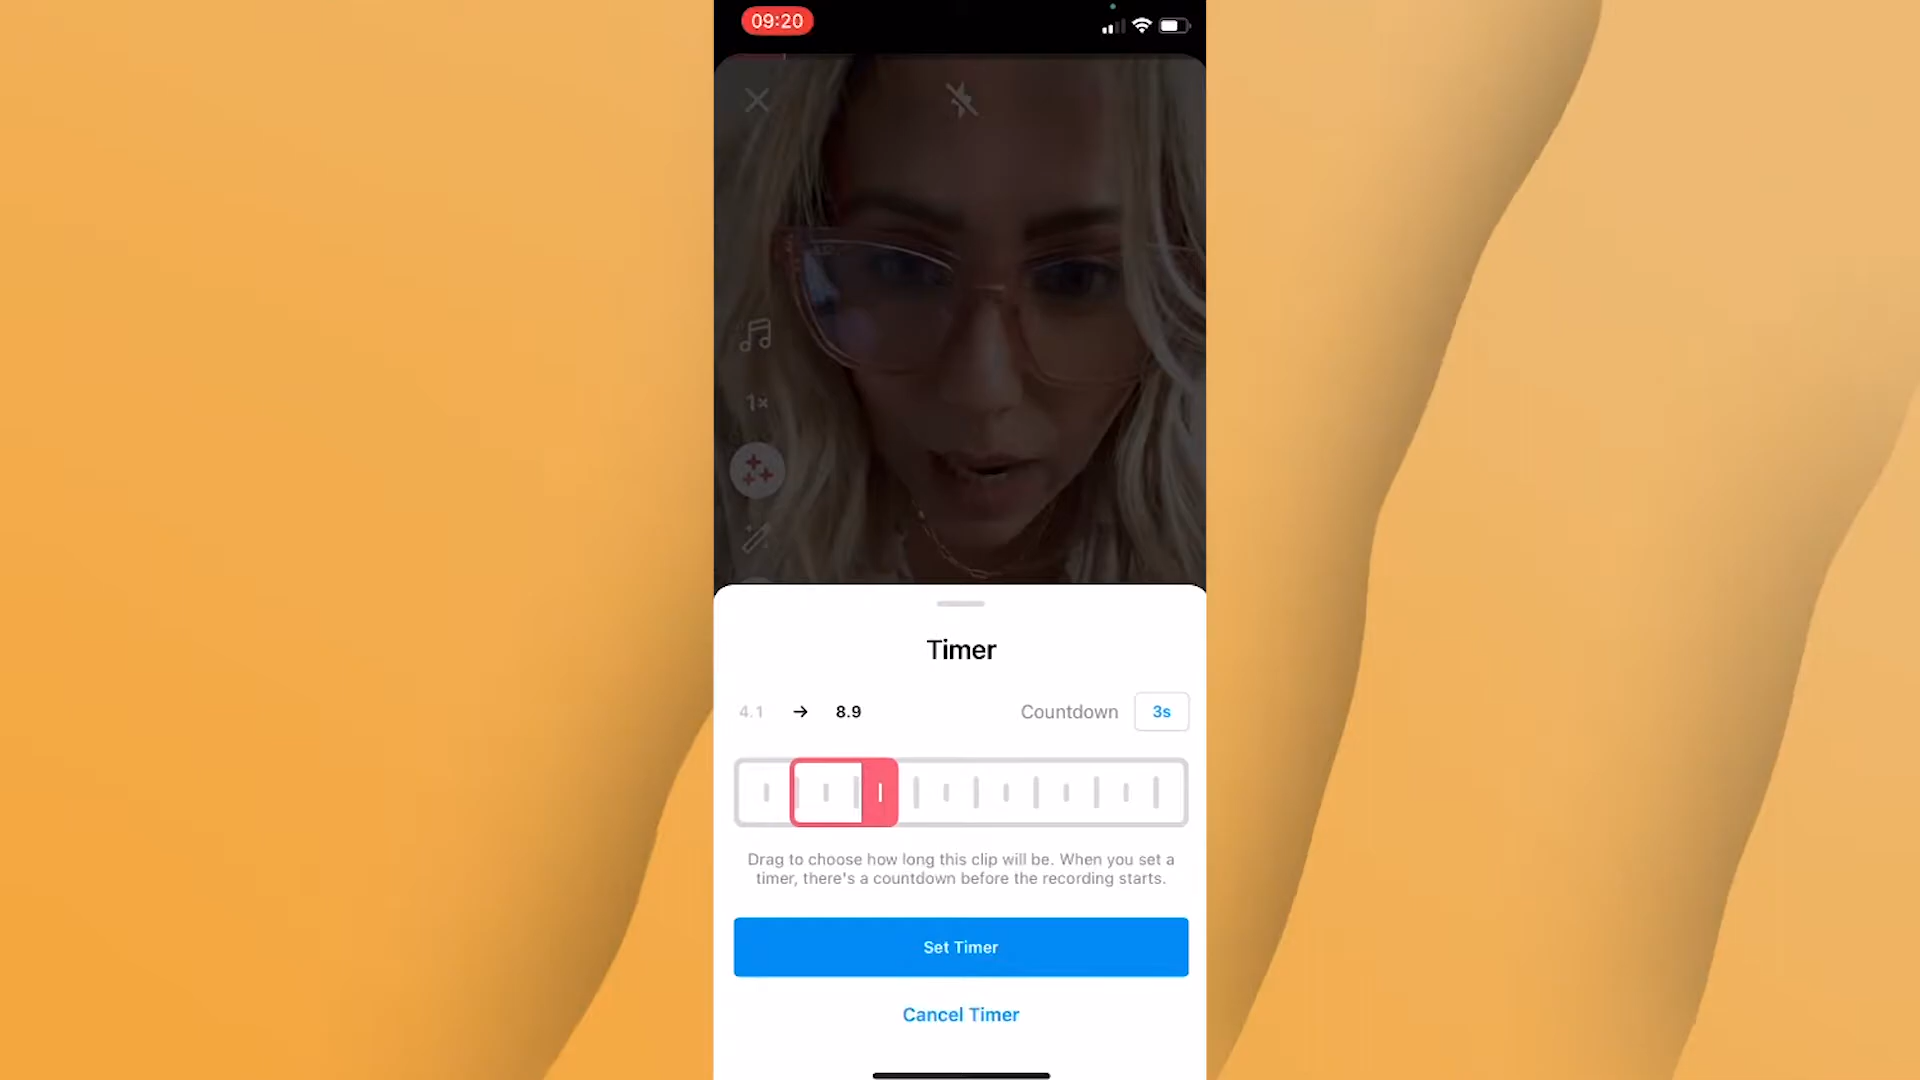 09:20
1×
Timer
4.1 → 8.9 Countdown 3s
Drag to choose how long this clip will be. When you set a
timer, there's a countdown before the recording starts.
Set Timer
Cancel Timer